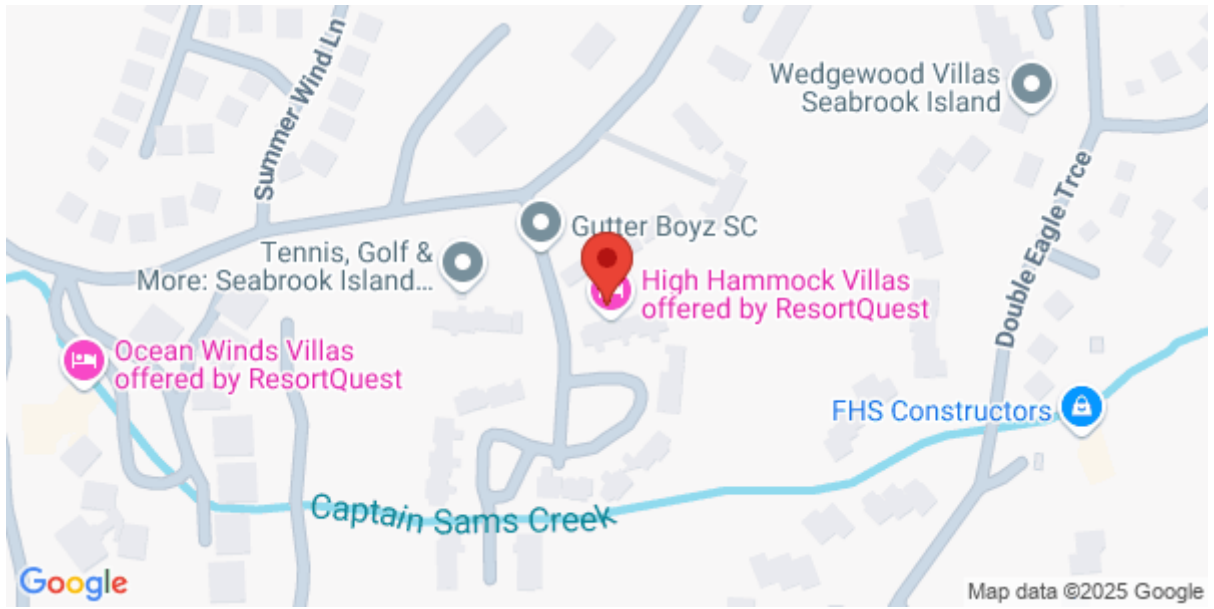 Summer Wind Ln
Wedgewood Villas
Seabrook Island
Double Eagle Trce
Gutter Boyz SC
Tennis, Golf &
More: Seabrook Island...
High Hammock Villas
offered by ResortQuest
Ocean Winds Villas
offered by ResortQuest
FHS Constructors
Captain Sams Creek
Google
Map data ©2025 Google